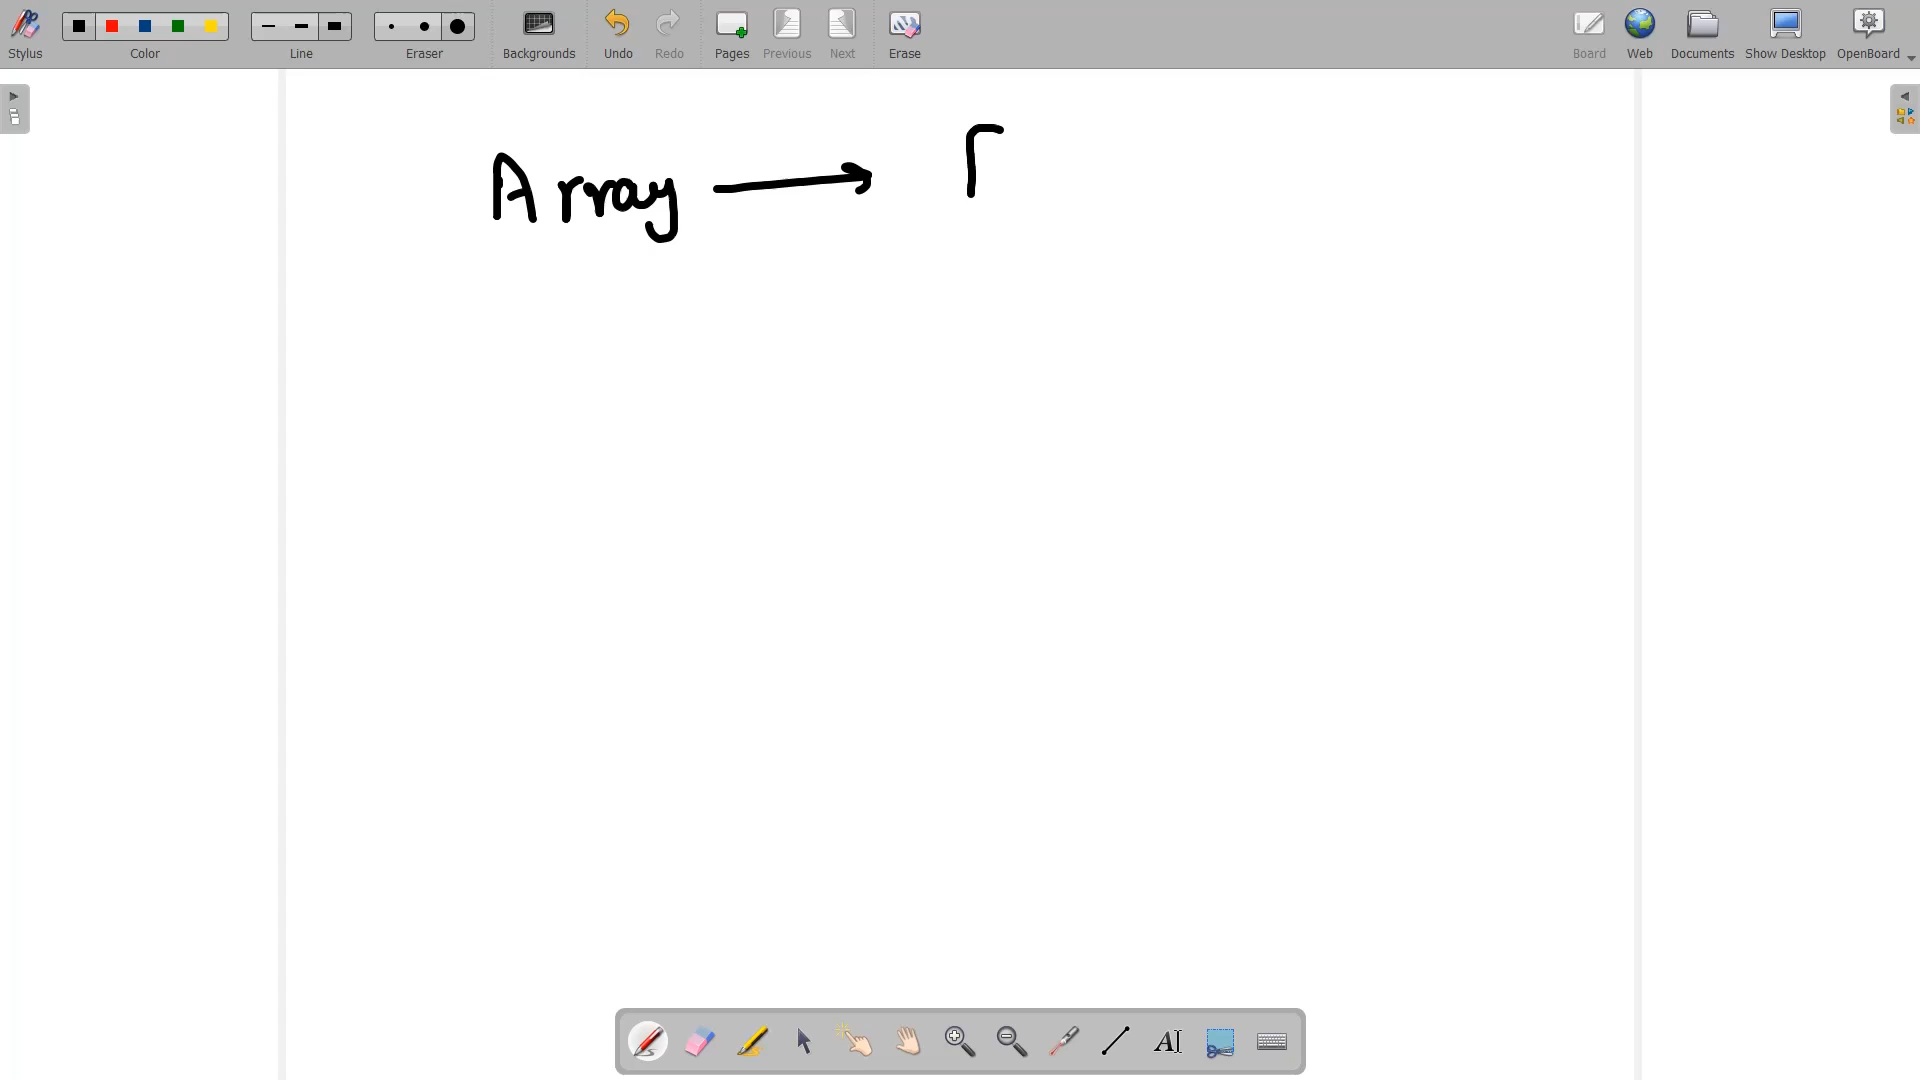 Stylus Color Line Eraser Backgrounds Undo Redo Pages Previous Next Erase Board Web Documents Show Desktop OpenBoard
Array →